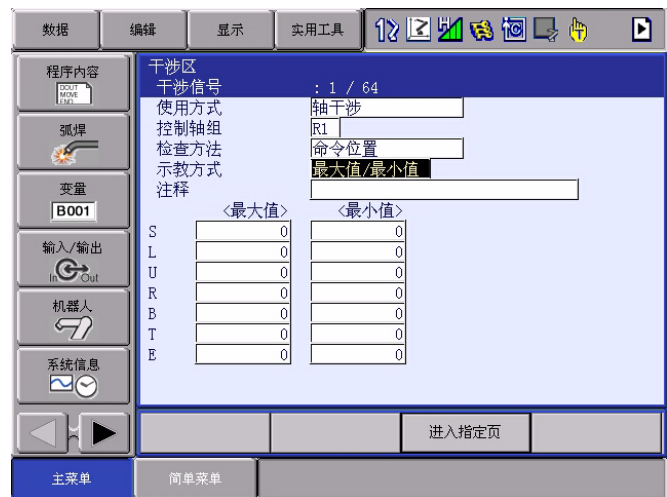 数据 编辑 显示 实用工具
程序内容
DOUT
MOVE
END
弧焊
变量
B001
输入/输出
In Out
机器人
系统信息
干涉区
干涉信号 : 1 / 64
使用方式 轴干涉
控制轴组 R1
检查方法 命令位置
示教方式 最大值/最小值
注释
<最大值> <最小值>
S 0 0
L 0 0
U 0 0
R 0 0
B 0 0
T 0 0
E 0 0
进入指定页
主菜单 简单菜单